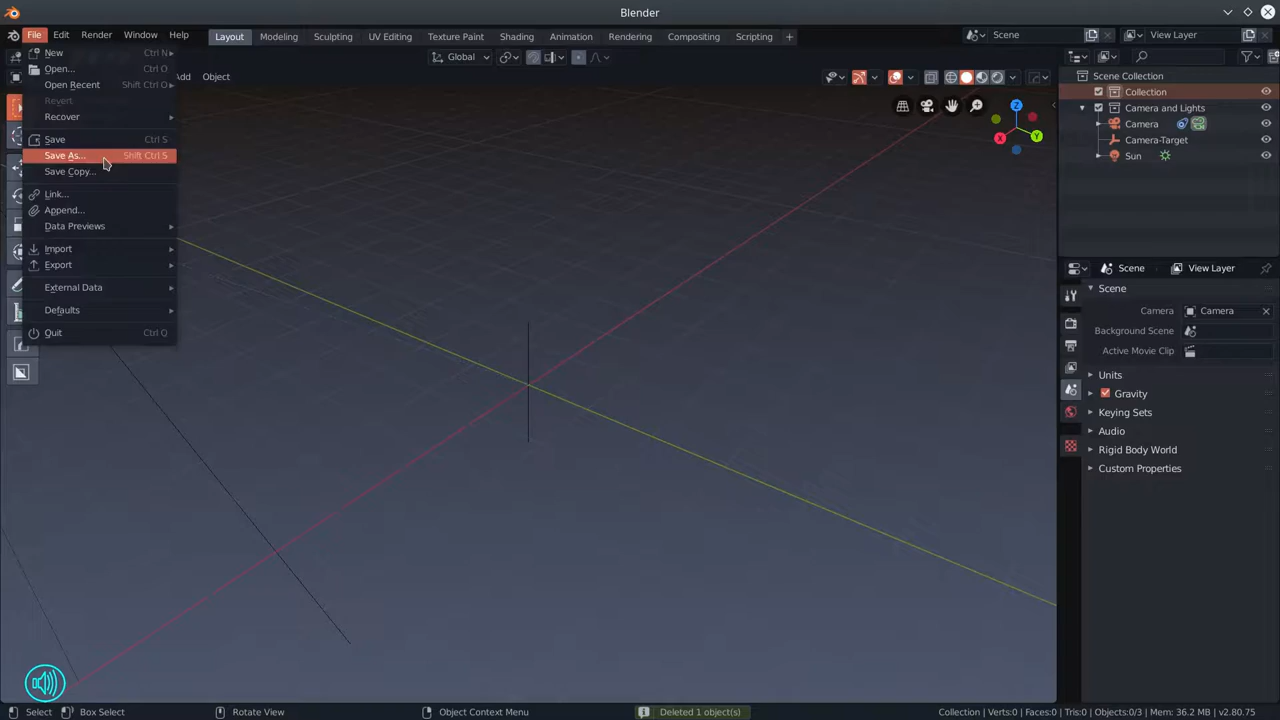 Blender
File Edit Render Window Help
Layout Modeling Sculpting UV Editing Texture Paint Shading Animation Rendering Compositing Scripting +
Scene
View Layer
Global
Add Object
New Ctrl N
Open... Ctrl O
Open Recent Shift Ctrl O
Revert
Recover
Save Ctrl S
Save As... Shift Ctrl S
Save Copy...
Link...
Append...
Data Previews
Import
Export
External Data
Defaults
Quit Ctrl Q
Z
X
Y
Scene Collection
Collection
Camera and Lights
Camera
Camera-Target
Sun
Scene View Layer
Scene
Camera Camera
Background Scene
Active Movie Clip
Units
Gravity
Keying Sets
Audio
Rigid Body World
Custom Properties
Select Box Select Rotate View Object Context Menu Deleted 1 object(s) Collection | Verts:0 | Faces:0 | Tris:0 | Objects:0/3 | Mem: 36.2 MB | v2.80.75